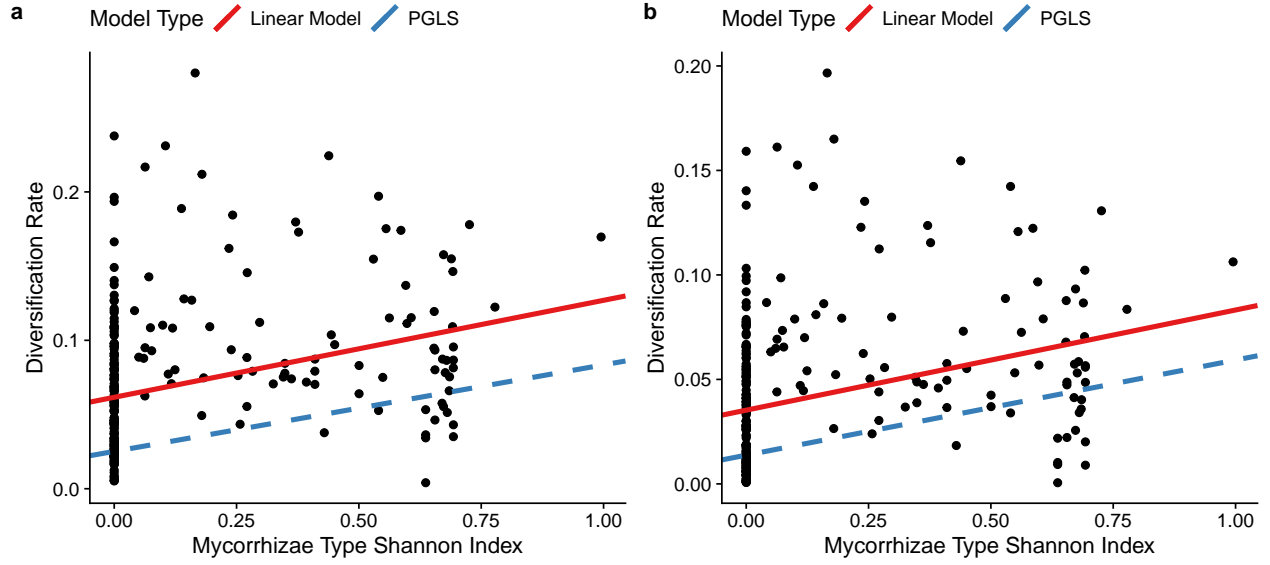 a
Model Type Linear Model PGLS
Diversification Rate
0.2
0.1
0.0
0.00 0.25 0.50 0.75 1.00
Mycorrhizae Type Shannon Index
b
Model Type Linear Model PGLS
Diversification Rate
0.20
0.15
0.10
0.05
0.00
0.00 0.25 0.50 0.75 1.00
Mycorrhizae Type Shannon Index